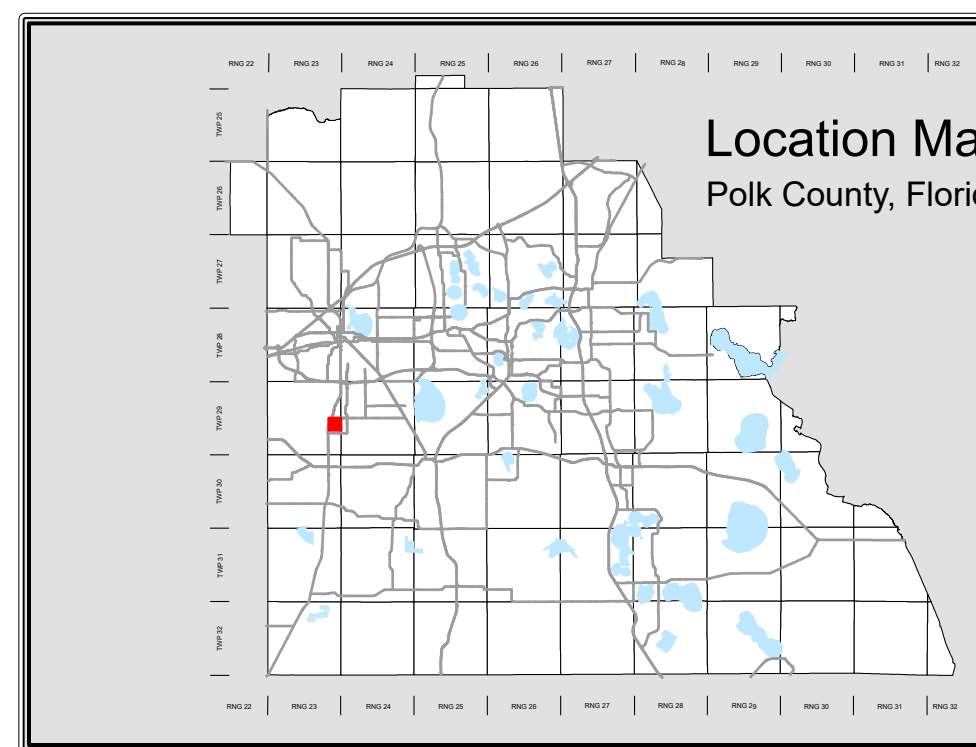 RNG 22 RNG 23 RNG 24 RNG 25 RNG 26 RNG 27 RNG 28 RNG 29 RNG 30 RNG 31 RNG 32
Location Ma
Polk County, Flori
TWP 25
TWP 26
TWP 27
TWP 28
TWP 29
TWP 30
TWP 31
TWP 32
RNG 22 RNG 23 RNG 24 RNG 25 RNG 26 RNG 27 RNG 28 RNG 29 RNG 30 RNG 31 RNG 32